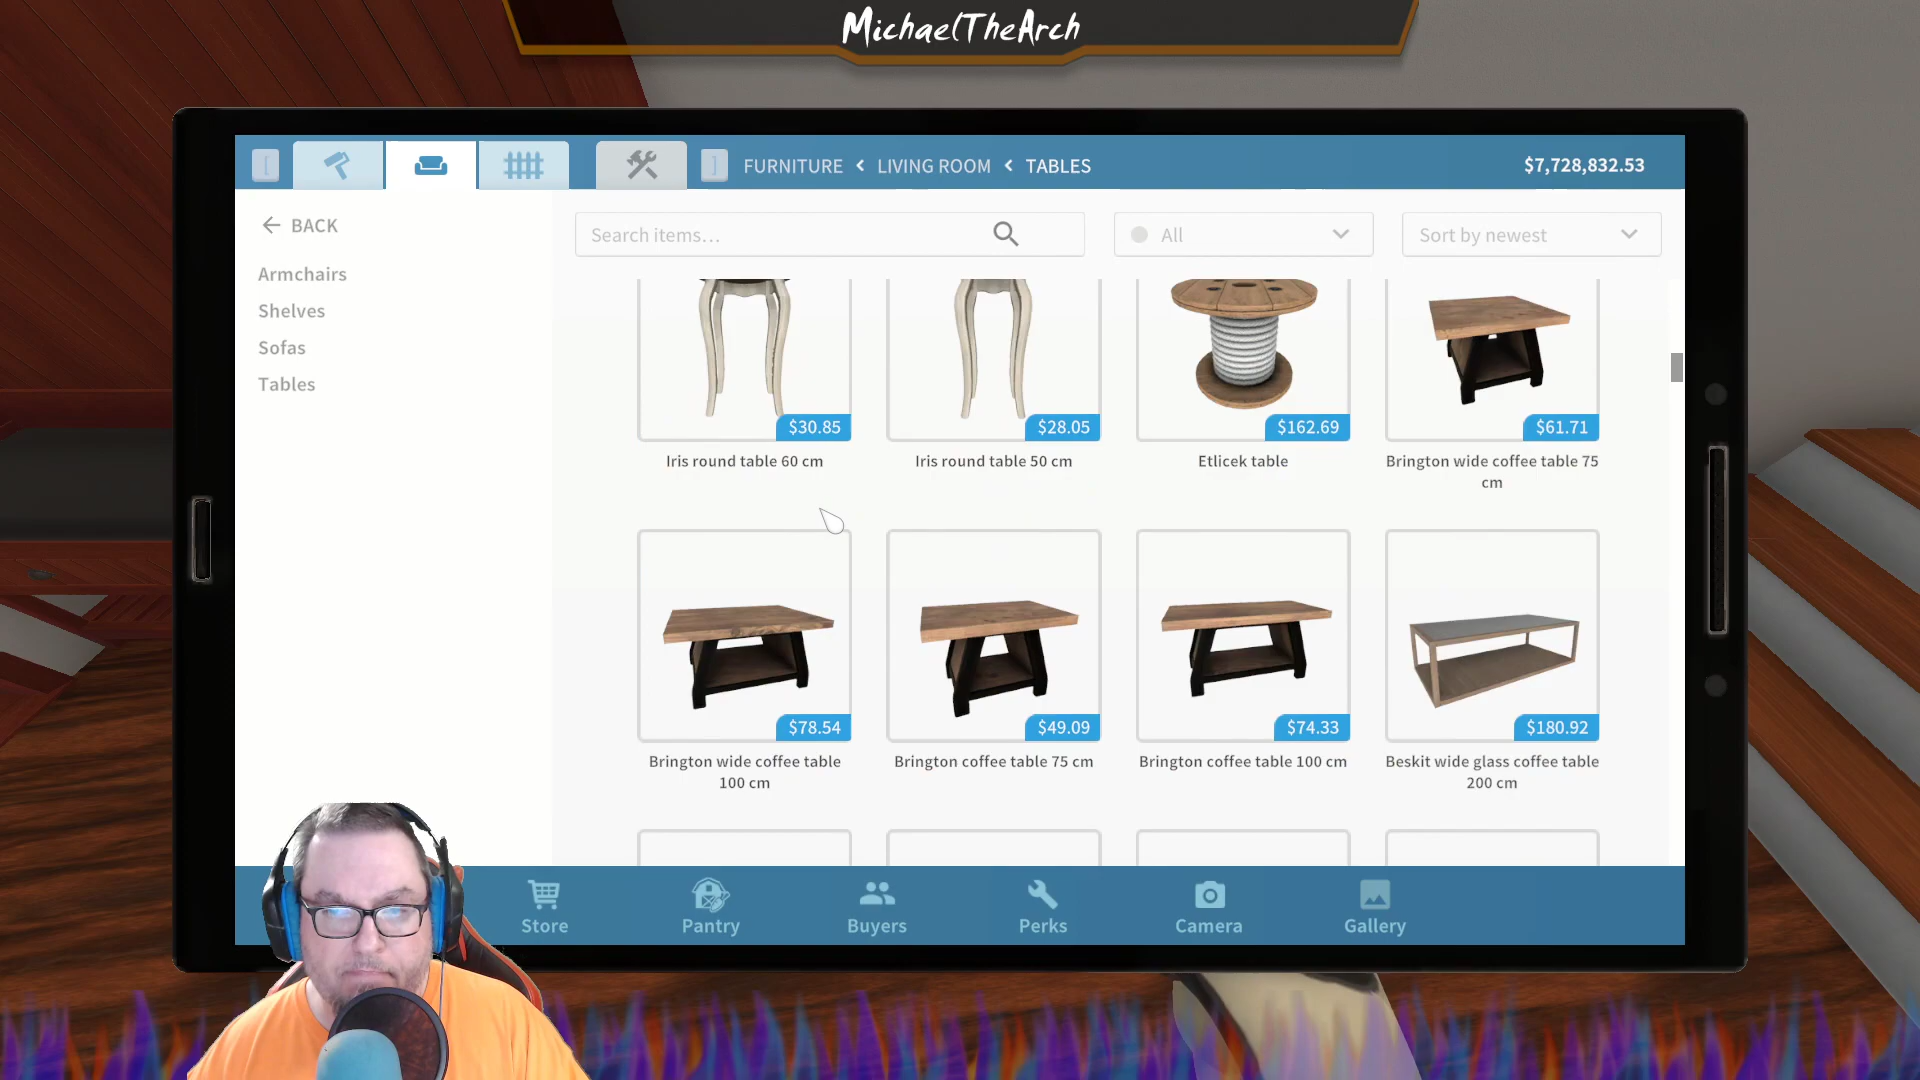 MichaelTheArch
[
]
FURNITURE < LIVING ROOM < TABLES
$7,728,832.53
BACK
Search items...
All
Sort by newest
Armchairs
Shelves
Sofas
Tables
$30.85
$28.05
$162.69
$61.71
Iris round table 60 cm
Iris round table 50 cm
Etlicek table
Brington wide coffee table 75
cm
$78.54
$49.09
$74.33
$180.92
Brington wide coffee table
100 cm
Brington coffee table 75 cm
Brington coffee table 100 cm
Beskit wide glass coffee table
200 cm
Store
Pantry
Buyers
Perks
Camera
Gallery